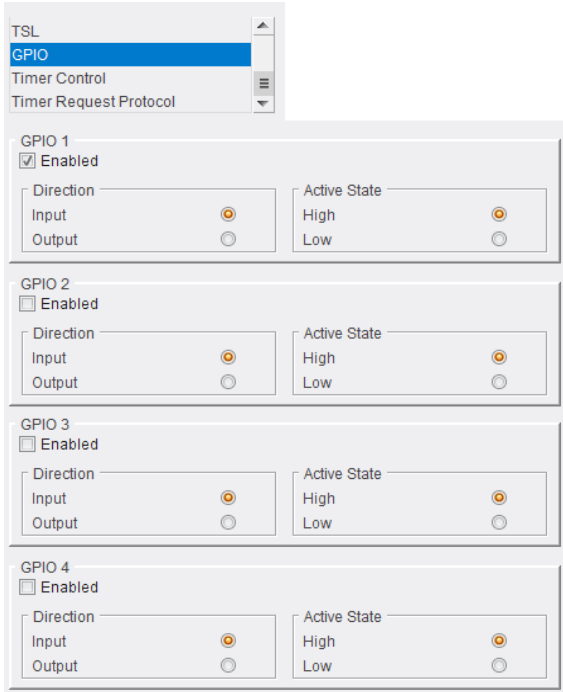 TSL
GPIO
Timer Control
Timer Request Protocol
GPIO 1
Enabled
Direction
Input
Output
Active State
High
Low
GPIO 2
Enabled
Direction
Input
Output
Active State
High
Low
GPIO 3
Enabled
Direction
Input
Output
Active State
High
Low
GPIO 4
Enabled
Direction
Input
Output
Active State
High
Low